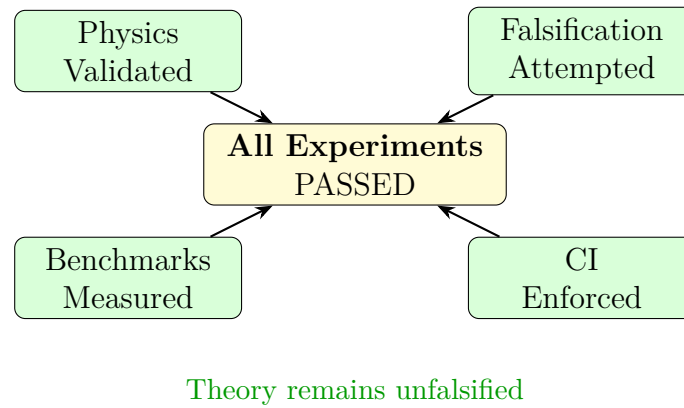 Physics
Validated
Falsification
Attempted
All Experiments
PASSED
Benchmarks
Measured
CI
Enforced
Theory remains unfalsified